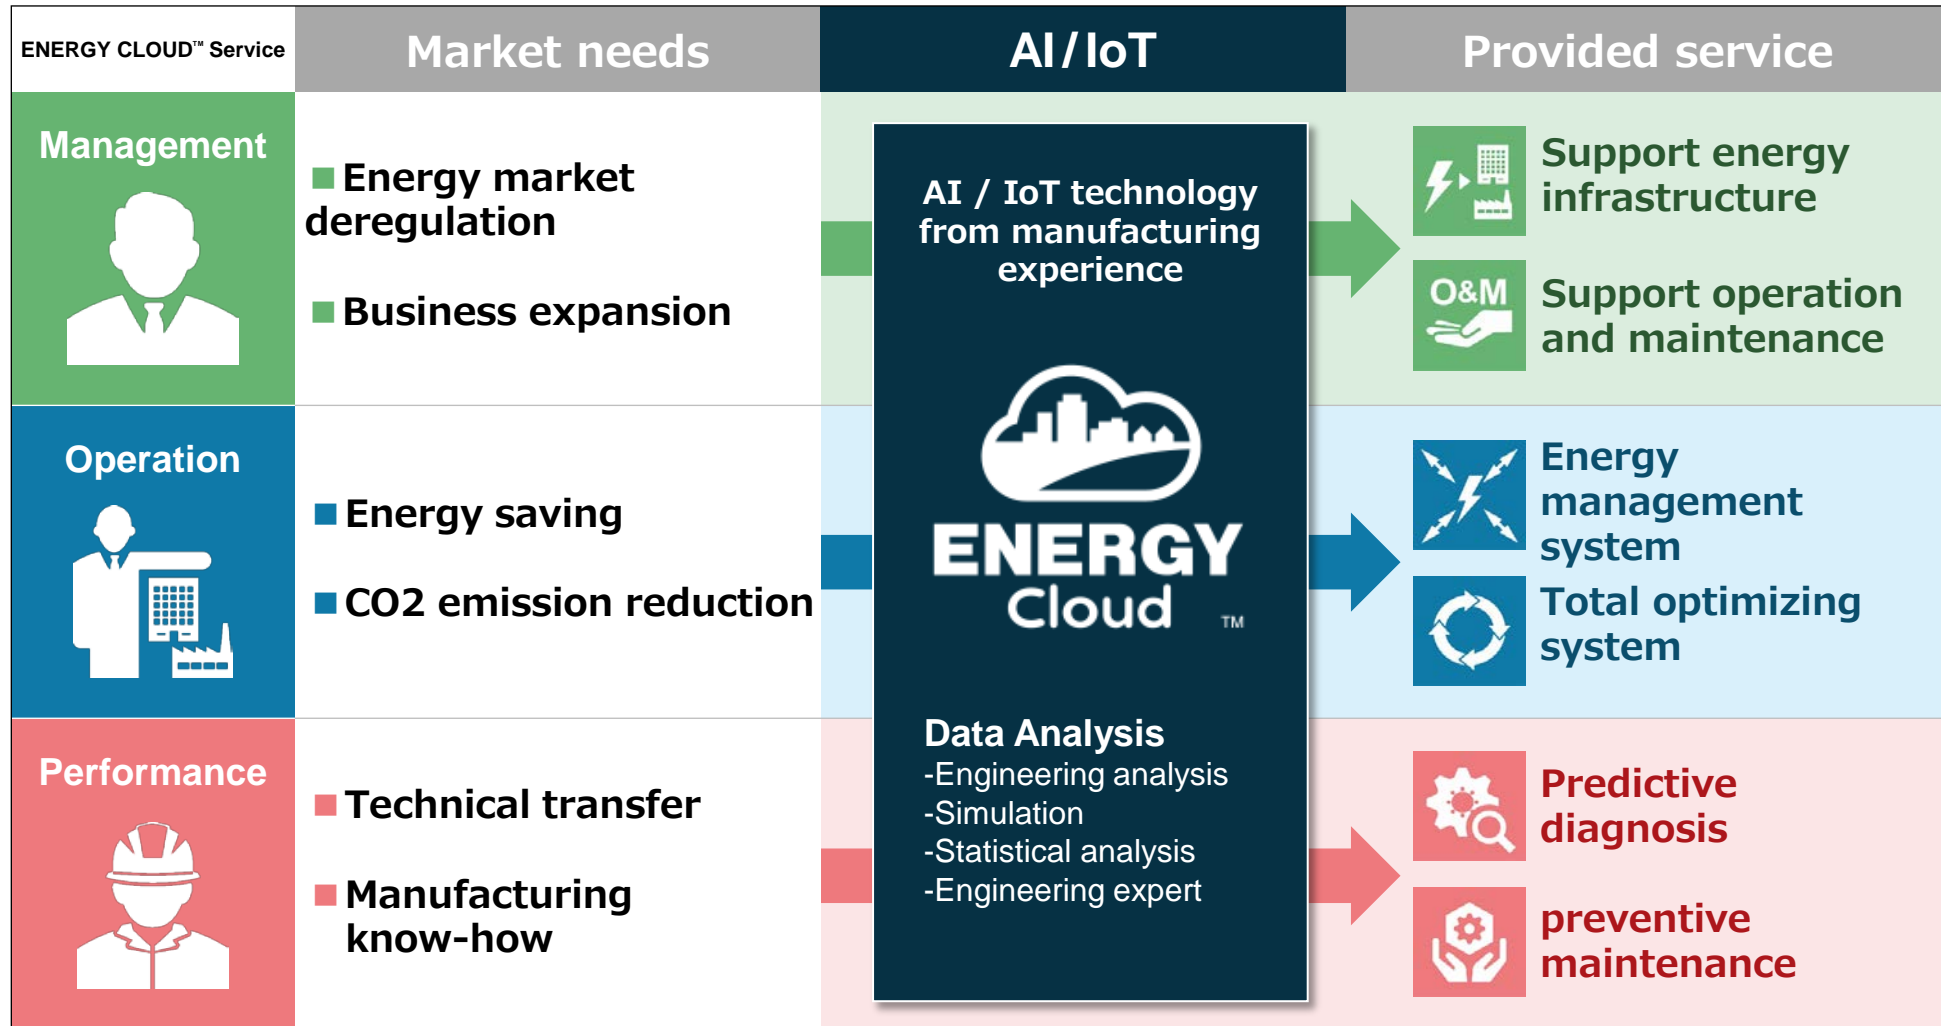 ENERGY CLOUD™ Service
Market needs
AI/IoT
Provided service
Management
■Energy market
deregulation
■Business expansion
AI / IoT technology
from manufacturing
experience
Support energy
infrastructure
O&M
Support operation
and maintenance
Operation
■Energy saving
■CO2 emission reduction
ENERGY
Cloud ™
Energy
management
system
Total optimizing
system
Performance
■Technical transfer
■Manufacturing
know-how
Data Analysis
-Engineering analysis
-Simulation
-Statistical analysis
-Engineering expert
Predictive
diagnosis
preventive
maintenance